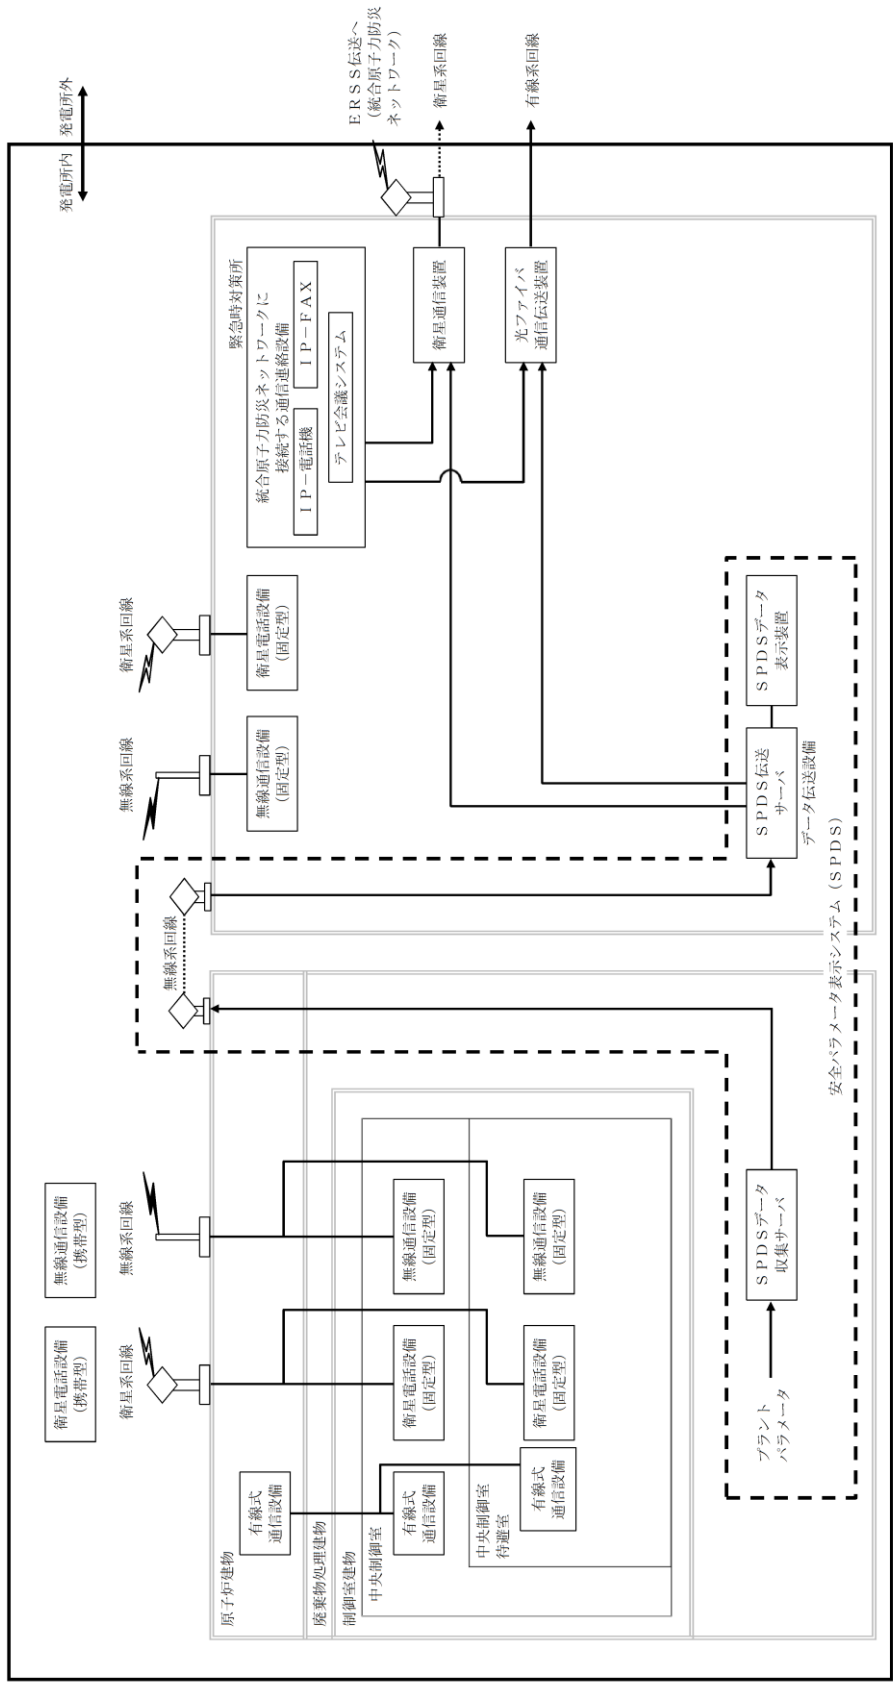 発電所内
発電所外
ERSS伝送へ
(統合原子力防災
ネットワーク)
衛星系回線
有線系回線
緊急時対策所
統合原子力防災ネットワークに
接続する通信連絡設備
IP-電話機
IP-FAX
テレビ会議システム
衛星通信装置
光ファイバ
通信伝送装置
衛星系回線
衛星電話設備
(固定型)
無線系回線
無線通信設備
(固定型)
SPDSデータ
表示装置
SPDS伝送
サーバ
データ伝送設備
無線系回線
安全パラメータ表示システム(SPDS)
無線通信設備
(携帯型)
無線系回線
衛星電話設備
(携帯型)
衛星系回線
無線通信設備
(固定型)
無線通信設備
(固定型)
衛星電話設備
(固定型)
衛星電話設備
(固定型)
有線式
通信設備
有線式
通信設備
有線式
通信設備
原子炉建物
廃棄物処理建物
制御室建物
中央制御室
中央制御室
待避室
SPDSデータ
収集サーバ
プラント
パラメータ